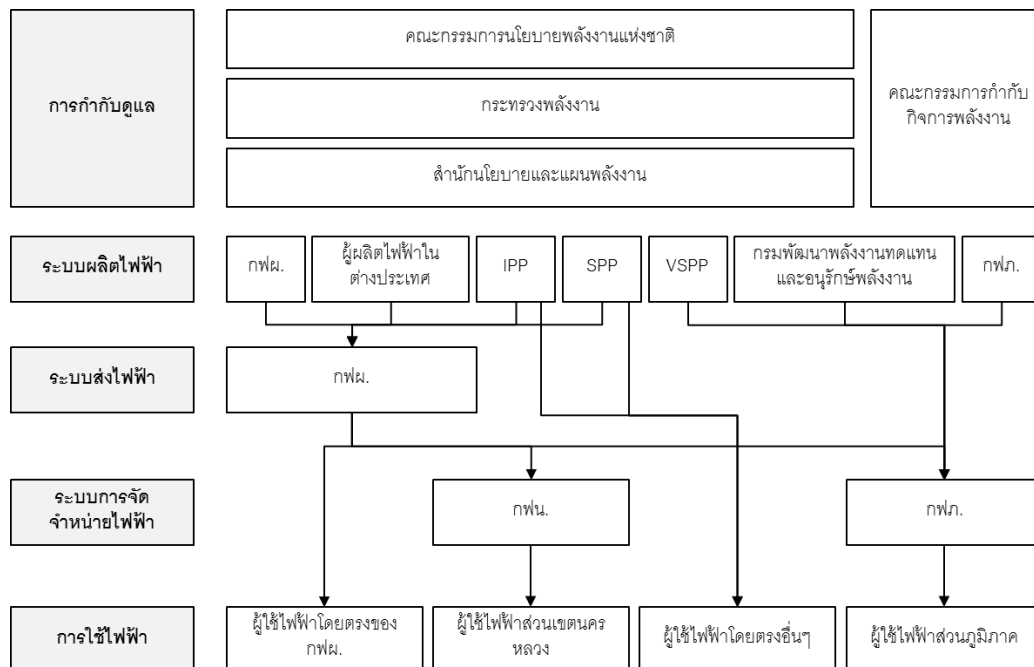 การกำกับดูแล
คณะกรรมการนโยบายพลังงานแห่งชาติ
กระทรวงพลังงาน
สำนักนโยบายและแผนพลังงาน
คณะกรรมการกำกับ
กิจการพลังงาน
ระบบผลิตไฟฟ้า
กฟผ.
ผู้ผลิตไฟฟ้าใน
ต่างประเทศ
IPP
SPP
VSPP
กรมพัฒนาพลังงานทดแทน
และอนุรักษ์พลังงาน
กฟภ.
ระบบส่งไฟฟ้า
กฟผ.
ระบบการจัด
จำหน่ายไฟฟ้า
กฟน.
กฟภ.
การใช้ไฟฟ้า
ผู้ใช้ไฟฟ้าโดยตรงของ
กฟผ.
ผู้ใช้ไฟฟ้าส่วนเขตนคร
หลวง
ผู้ใช้ไฟฟ้าโดยตรงอื่นๆ
ผู้ใช้ไฟฟ้าส่วนภูมิภาค